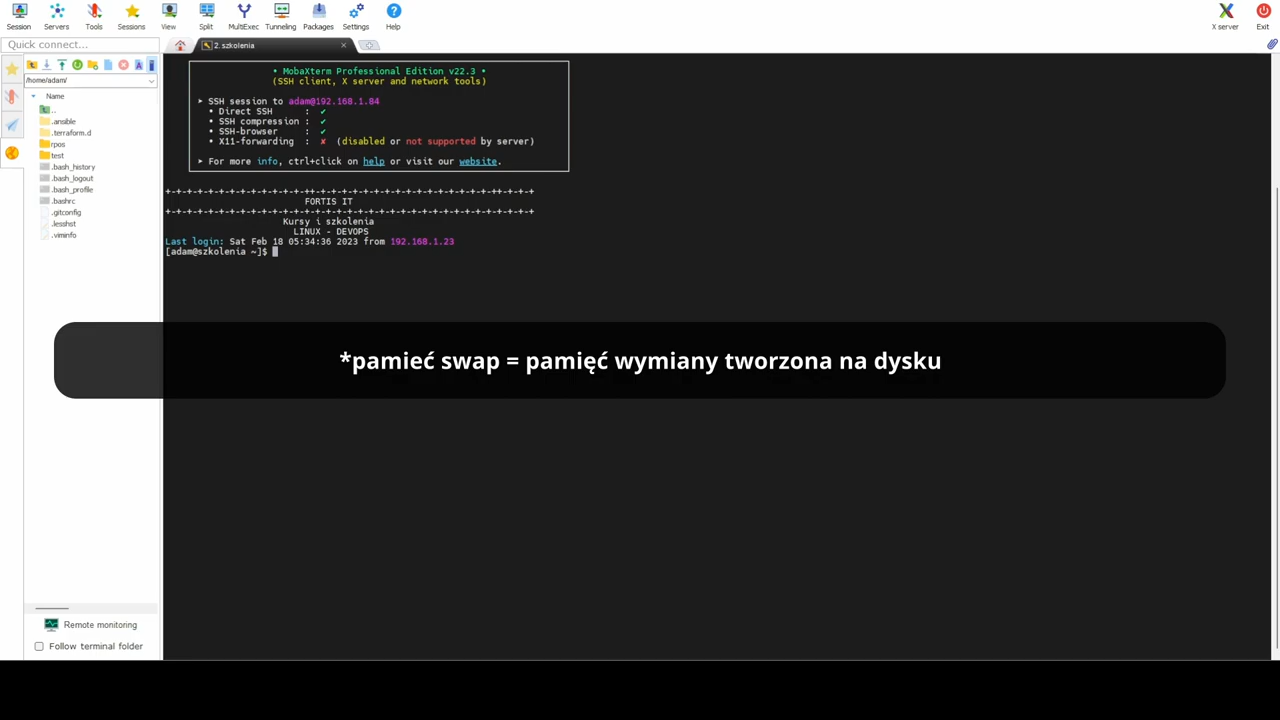 Session Servers Tools Sessions View Split MultiExec Tunneling Packages Settings Help X server Exit
Quick connect...
2. szkolenia
/home/adam/
Name
..
.ansible
.terraform.d
rpos
test
.bash_history
.bash_logout
.bash_profile
.bashrc
.gitconfig
.lesshst
.viminfo
Remote monitoring
Follow terminal folder
• MobaXterm Professional Edition v22.3 •
(SSH client, X server and network tools)
➤ SSH session to adam@192.168.1.84
• Direct SSH : ✔
• SSH compression : ✔
• SSH-browser : ✔
• X11-forwarding : ✘ (disabled or not supported by server)
➤ For more info, ctrl+click on help or visit our website.
+-+-+-+-+-+-+-+-+-+-+-+-+-++-+-+-+-+-+-+-+-+-+-+-+-+-+-+-++-+-+-+
FORTIS IT
+-+-+-+-+-+-+-+-+-+-+-+-+-+-+-+-+-+-+-+-+-+-+-+-+-+-+-+-+-+-+-+-+-+
Kursy i szkolenia
LINUX - DEVOPS
Last login: Sat Feb 18 05:34:36 2023 from 192.168.1.23
[adam@szkolenia ~]$
*pamieć swap = pamięć wymiany tworzona na dysku